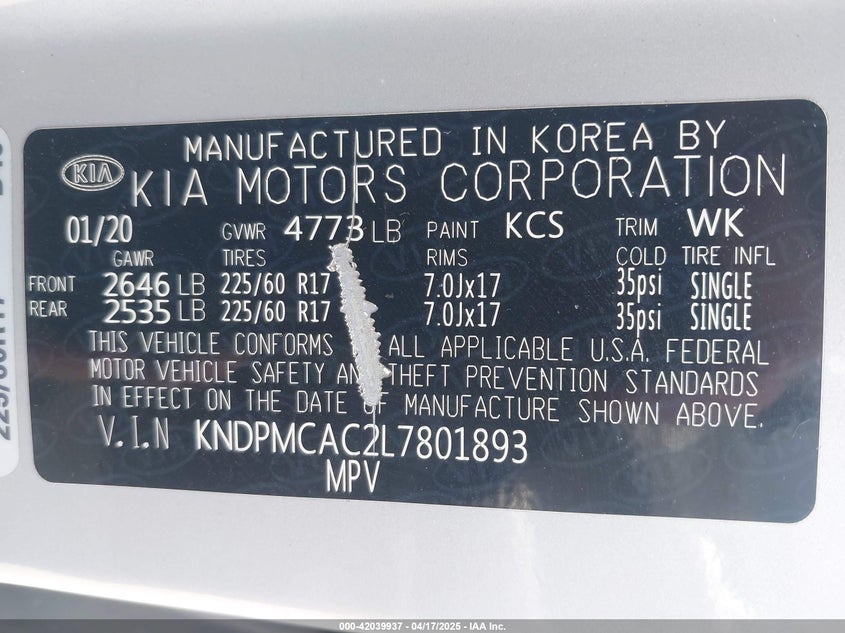 MANUFACTURED IN KOREA BY
KIA KIA MOTORS CORPORATION
01/20 GVWR 4773 LB PAINT KCS TRIM WK
GAWR TIRES RIMS COLD TIRE INFL
FRONT 2646 LB 225/60 R17 7.0Jx17 35psi SINGLE
REAR 2535 LB 225/60 R17 7.0Jx17 35psi SINGLE
THIS VEHICLE CONFORMS ALL APPLICABLE U.S.A. FEDERAL
MOTOR VEHICLE SAFETY AND THEFT PREVENTION STANDARDS
IN EFFECT ON THE DATE OF MANUFACTURE SHOWN ABOVE.
V.I.N KNDPMCAC2L7801893
MPV
225/60R17
000-42039937 - 04/17/2025 - IAA Inc.